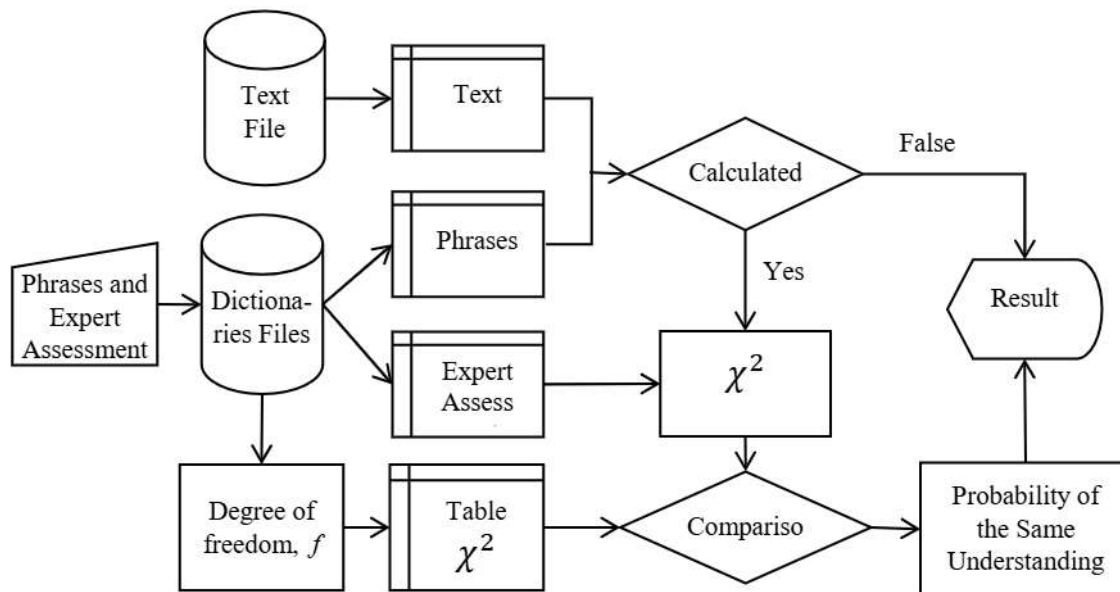 Text
File
Text
Calculated
False
Phrases and
Expert
Assessment
Dictiona-
ries Files
Phrases
Yes
Result
Expert
Assess
χ²
Degree of
freedom, f
Table
χ²
Compariso
Probability of
the Same
Understanding